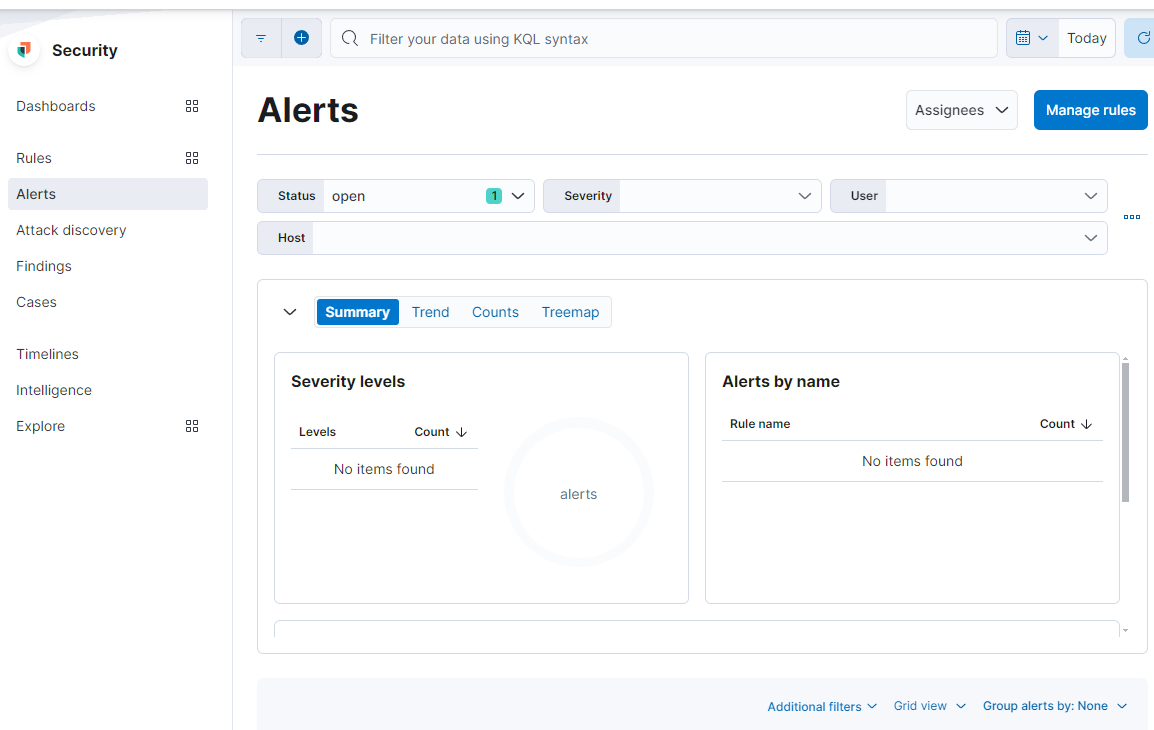 Security
Dashboards
Rules
Alerts
Attack discovery
Findings
Cases
Timelines
Intelligence
Explore
Filter your data using KQL syntax
Today
Alerts
Assignees
Manage rules
Status open 1
Severity
User
Host
Summary Trend Counts Treemap
Severity levels
Levels Count
No items found
alerts
Alerts by name
Rule name Count
No items found
Additional filters Grid view Group alerts by: None